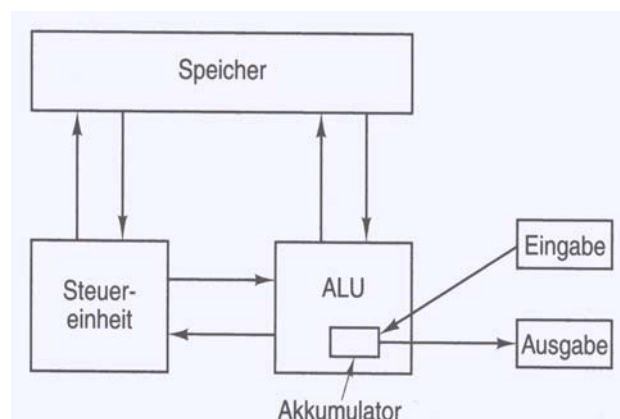 Speicher
Steuer-
einheit
ALU
Eingabe
Ausgabe
Akkumulator